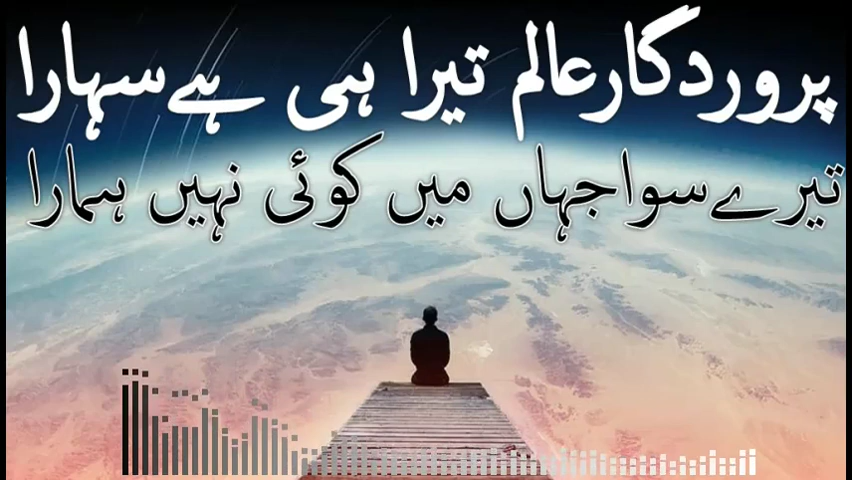 پروردگار عالم تیرا ہی ہے سہارا
تیرے سوا جہاں میں کوئی نہیں ہمارا